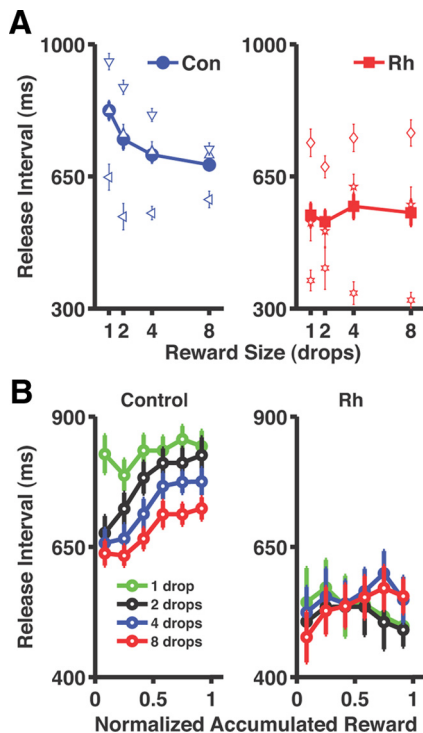 A
1000
650
300
Release Interval (ms)
Con
1 2 4 8
1000
650
300
Rh
1 2 4 8
Reward Size (drops)
B
Control
Rh
900
650
400
Release Interval (ms)
1 drop
2 drops
4 drops
8 drops
0 0.5 1
900
650
400
0 0.5 1
Normalized Accumulated Reward